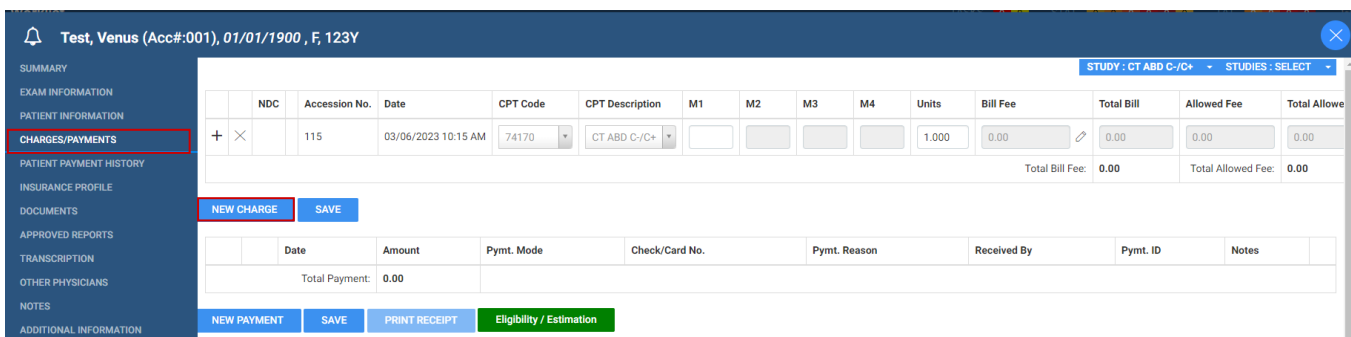 Test, Venus (Acc#:001), 01/01/1900 , F, 123Y
SUMMARY
EXAM INFORMATION
PATIENT INFORMATION
CHARGES/PAYMENTS
PATIENT PAYMENT HISTORY
INSURANCE PROFILE
DOCUMENTS
APPROVED REPORTS
TRANSCRIPTION
OTHER PHYSICIANS
NOTES
ADDITIONAL INFORMATION
STUDY : CT ABD C-/C+ STUDIES : SELECT
NDC Accession No. Date CPT Code CPT Description M1 M2 M3 M4 Units Bill Fee Total Bill Allowed Fee Total Allowe
115 03/06/2023 10:15 AM 74170 CT ABD C-/C+ 1.000 0.00 0.00 0.00 0.00
Total Bill Fee: 0.00 Total Allowed Fee: 0.00
NEW CHARGE SAVE
Date Amount Pymt. Mode Check/Card No. Pymt. Reason Received By Pymt. ID Notes
Total Payment: 0.00
NEW PAYMENT SAVE PRINT RECEIPT Eligibility / Estimation